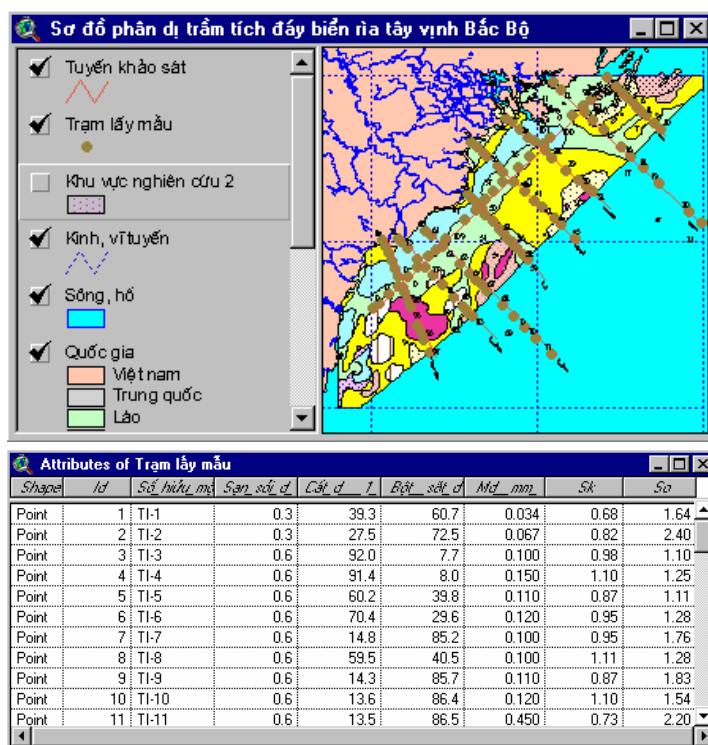 Sơ đồ phân dị trầm tích đáy biển rìa tây vịnh Bắc Bộ
Tuyến khảo sát
Trạm lấy mẫu
Khu vực nghiên cứu 2
Kinh, vĩ tuyến
Sông, hồ
Quốc gia
Việt nam
Trung quốc
Lào
Attributes of Trạm lấy mẫu
Shape Id Số_hiứu_mợ Sạn_sỏi_d Cát_d__1_ Bột__sét_d Md__mm_ Sk So
Point 1 TI-1 0.3 39.3 60.7 0.034 0.68 1.64
Point 2 TI-2 0.3 27.5 72.5 0.067 0.82 2.40
Point 3 TI-3 0.6 92.0 7.7 0.100 0.98 1.10
Point 4 TI-4 0.6 91.4 8.0 0.150 1.10 1.25
Point 5 TI-5 0.6 60.2 39.8 0.110 0.87 1.11
Point 6 TI-6 0.6 70.4 29.6 0.120 0.95 1.28
Point 7 TI-7 0.6 14.8 85.2 0.100 0.95 1.76
Point 8 TI-8 0.6 59.5 40.5 0.100 1.11 1.28
Point 9 TI-9 0.6 14.3 85.7 0.110 0.87 1.83
Point 10 TI-10 0.6 13.6 86.4 0.120 1.10 1.54
Point 11 TI-11 0.6 13.5 86.5 0.450 0.73 2.20